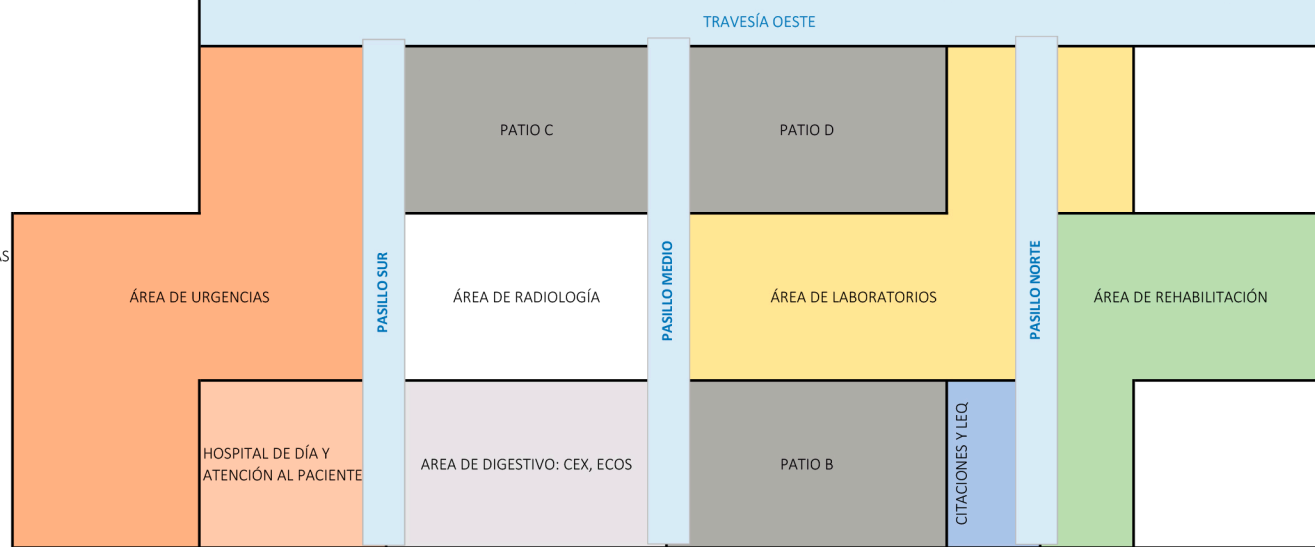 TRAVESÍA OESTE
PATIO C
PATIO D
AS
ÁREA DE URGENCIAS
PASILLO SUR
ÁREA DE RADIOLOGÍA
PASILLO MEDIO
ÁREA DE LABORATORIOS
PASILLO NORTE
ÁREA DE REHABILITACIÓN
HOSPITAL DE DÍA Y
ATENCIÓN AL PACIENTE
AREA DE DIGESTIVO: CEX, ECOS
PATIO B
CITACIONES Y LEQ